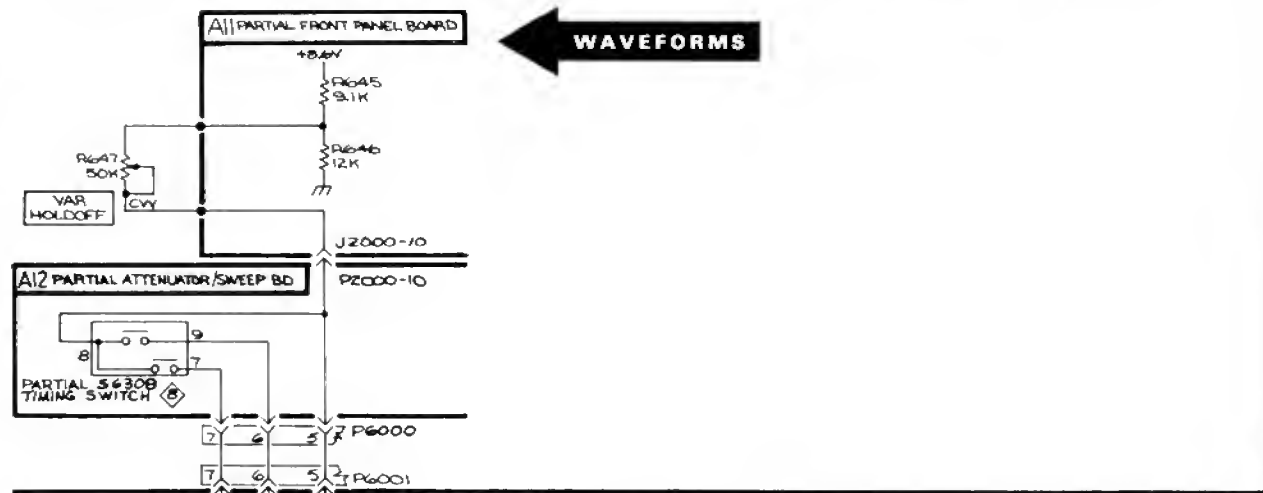 A11 PARTIAL FRONT PANEL BOARD
WAVEFORMS
+8.6V
R645
9.1K
R646
12K
R647
50K
VAR
HOLDOFF
CW
J2000-10
A12 PARTIAL ATTENUATOR/SWEEP BD
P2000-10
9
8
7
PARTIAL S630B
TIMING SWITCH 8
7 6 5 P6000
7 6 5 P6001